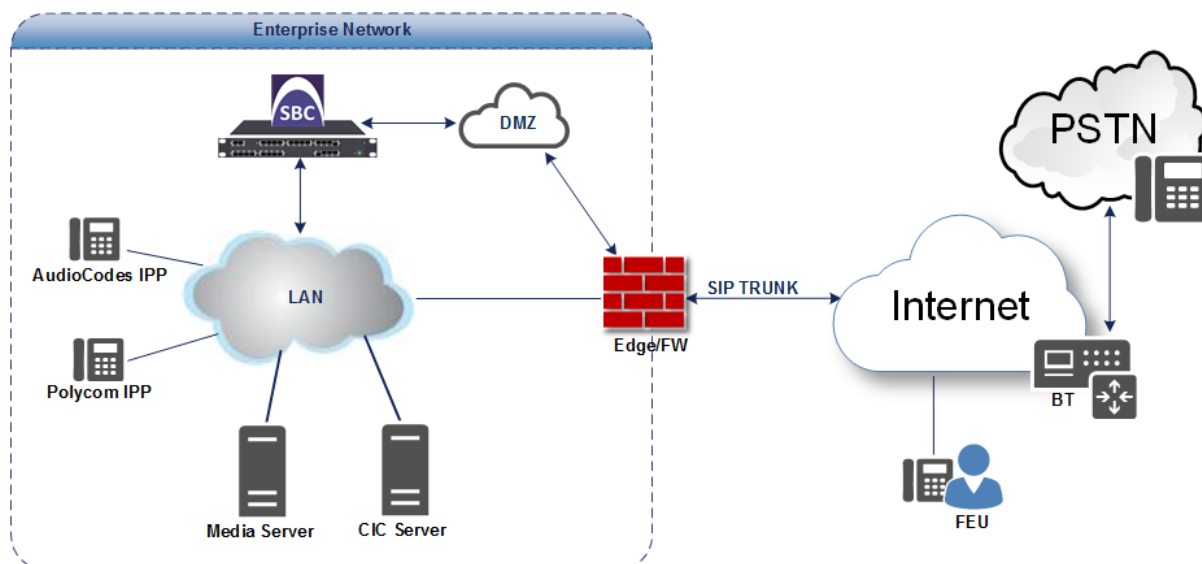 Enterprise Network
SBC
DMZ
PSTN
AudioCodes IPP
LAN
SIP TRUNK
Internet
Edge/FW
Polycom IPP
BT
Media Server
CIC Server
FEU